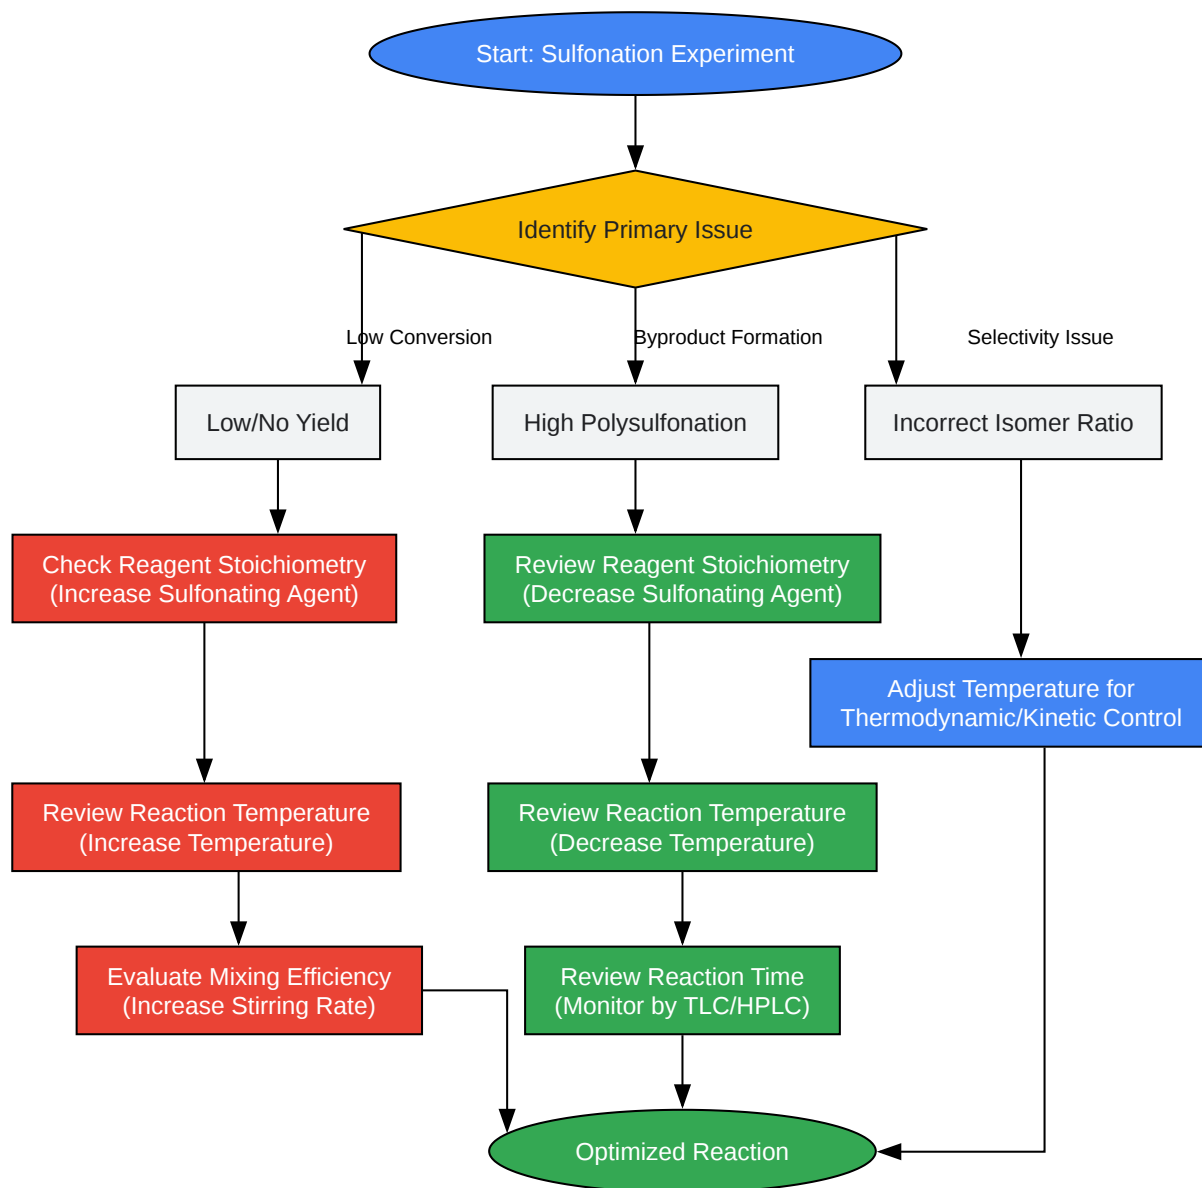 Start: Sulfonation Experiment
Identify Primary Issue
Low Conversion
Byproduct Formation
Selectivity Issue
Low/No Yield
High Polysulfonation
Incorrect Isomer Ratio
Check Reagent Stoichiometry
(Increase Sulfonating Agent)
Review Reagent Stoichiometry
(Decrease Sulfonating Agent)
Adjust Temperature for
Thermodynamic/Kinetic Control
Review Reaction Temperature
(Increase Temperature)
Review Reaction Temperature
(Decrease Temperature)
Evaluate Mixing Efficiency
(Increase Stirring Rate)
Review Reaction Time
(Monitor by TLC/HPLC)
Optimized Reaction